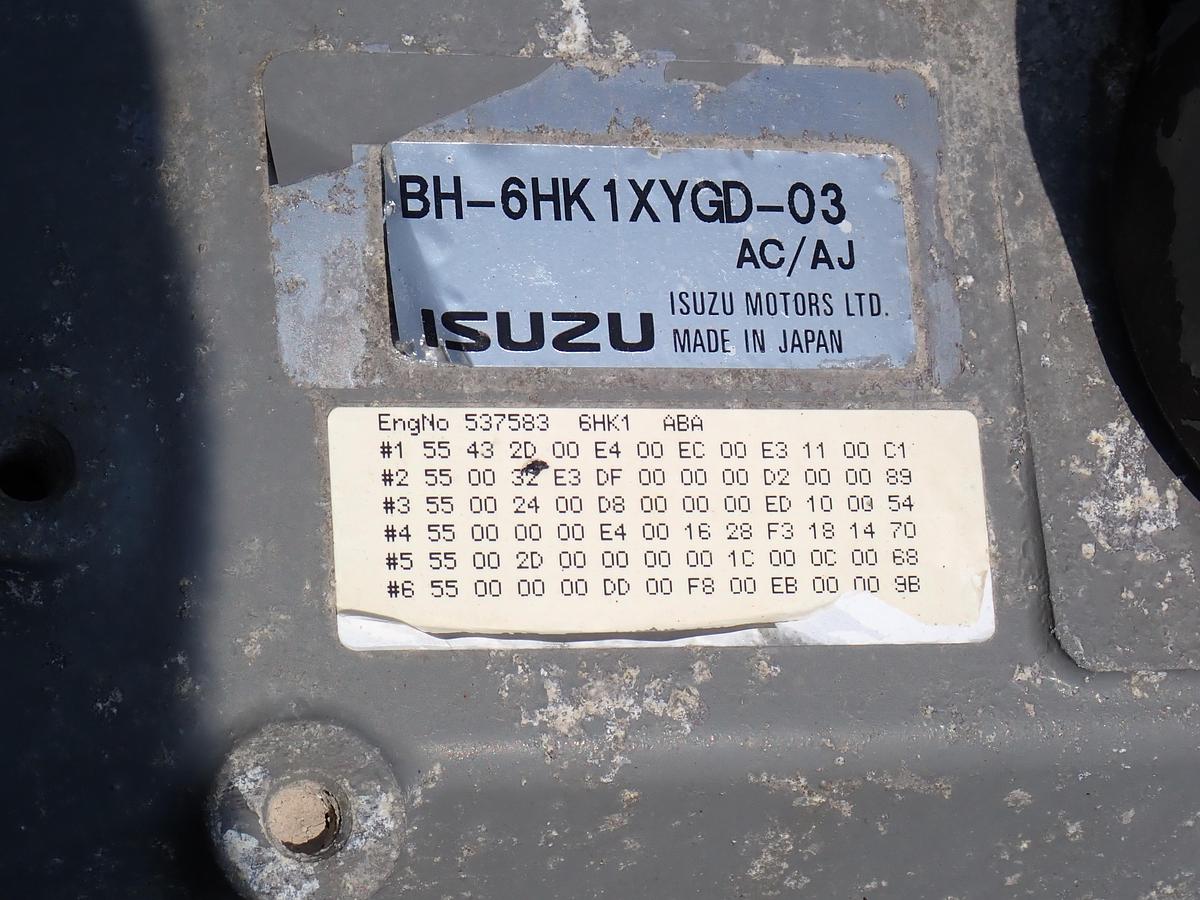 BH-6HK1XYGD-03
AC/AJ
ISUZU
ISUZU MOTORS LTD.
MADE IN JAPAN
EngNo 537583 6HK1 ABA
#1 55 43 2D 00 E4 00 EC 00 E3 11 00 C1
#2 55 00 32 E3 DF 00 00 00 D2 00 00 89
#3 55 00 24 00 D8 00 00 00 ED 10 00 54
#4 55 00 00 00 E4 00 16 28 F3 18 14 70
#5 55 00 2D 00 00 00 00 1C 00 0C 00 68
#6 55 00 00 00 DD 00 F8 00 EB 00 00 9B